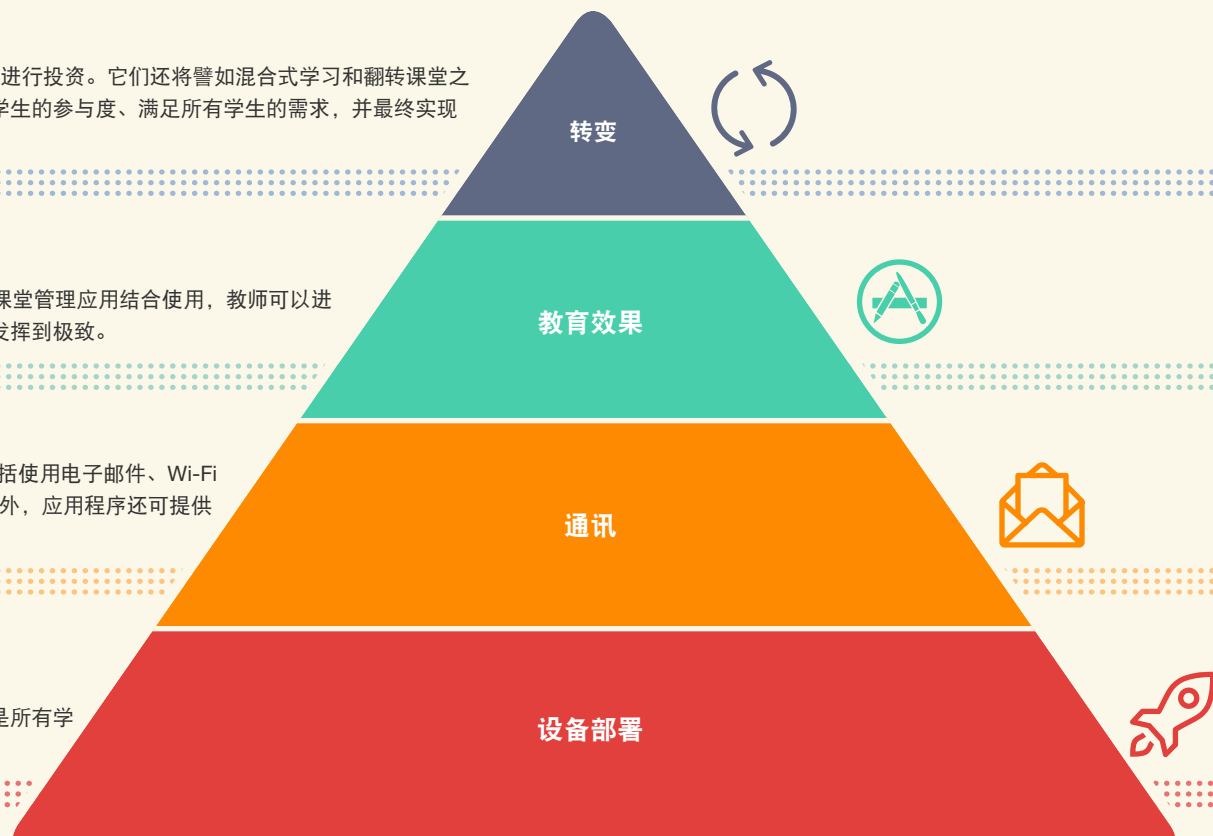 进行投资。它们还将譬如混合式学习和翻转课堂之
学生的参与度、满足所有学生的需求，并最终实现
转变
课堂管理应用结合使用，教师可以进
发挥到极致。
教育效果
括使用电子邮件、Wi-Fi
外，应用程序还可提供
通讯
是所有学
设备部署